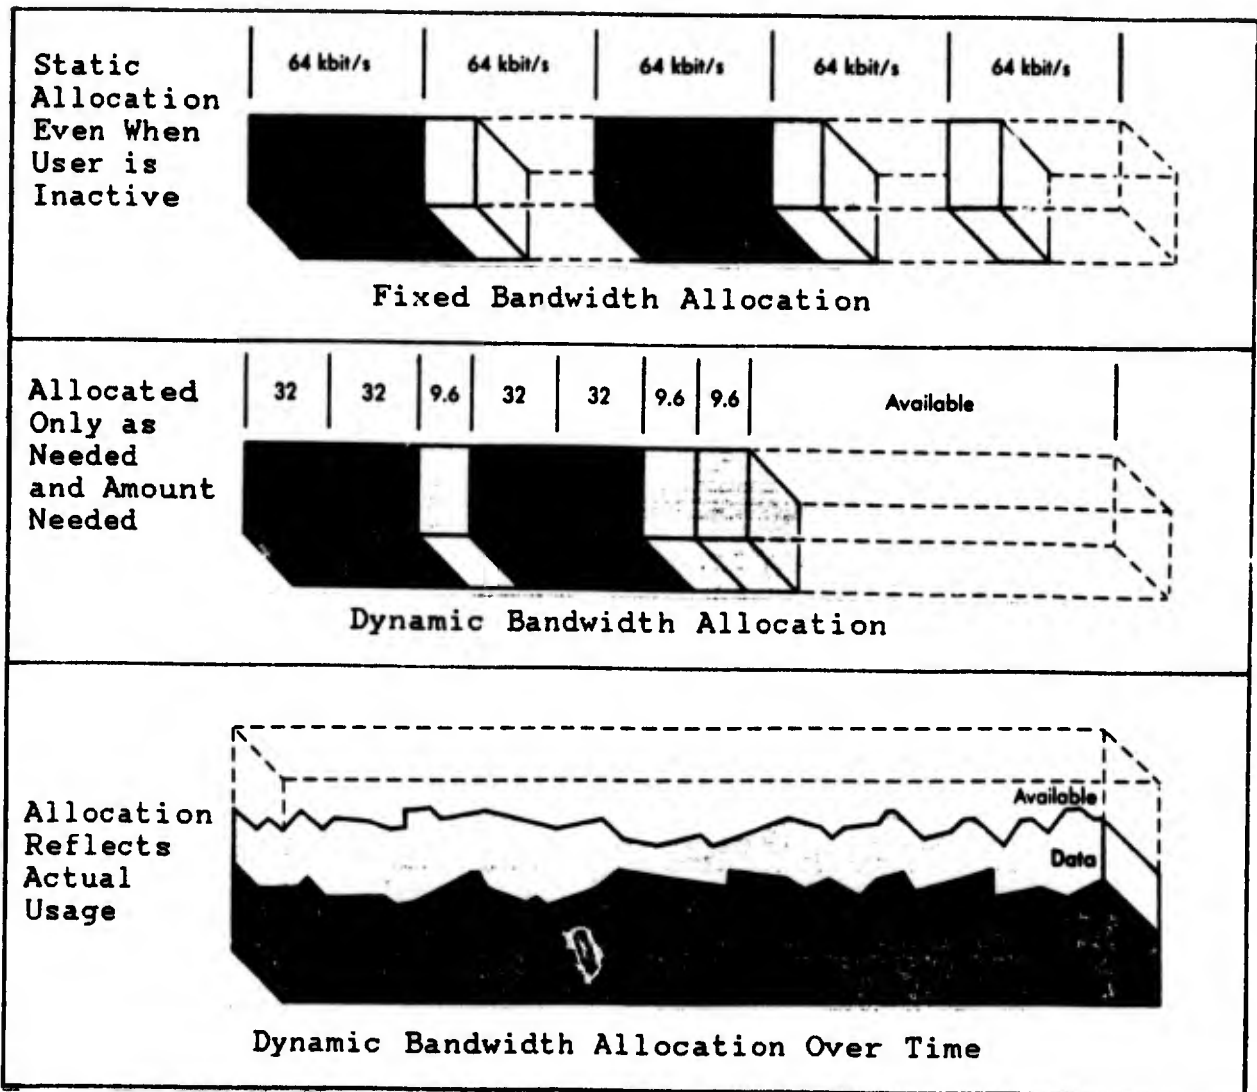 Static
Allocation
Even When
User is
Inactive
64 kbit/s 64 kbit/s 64 kbit/s 64 kbit/s 64 kbit/s
Fixed Bandwidth Allocation
Allocated
Only as
Needed
and Amount
Needed
32 32 9.6 32 32 9.6 9.6 Available
Dynamic Bandwidth Allocation
Allocation
Reflects
Actual
Usage
Available
Data
Dynamic Bandwidth Allocation Over Time